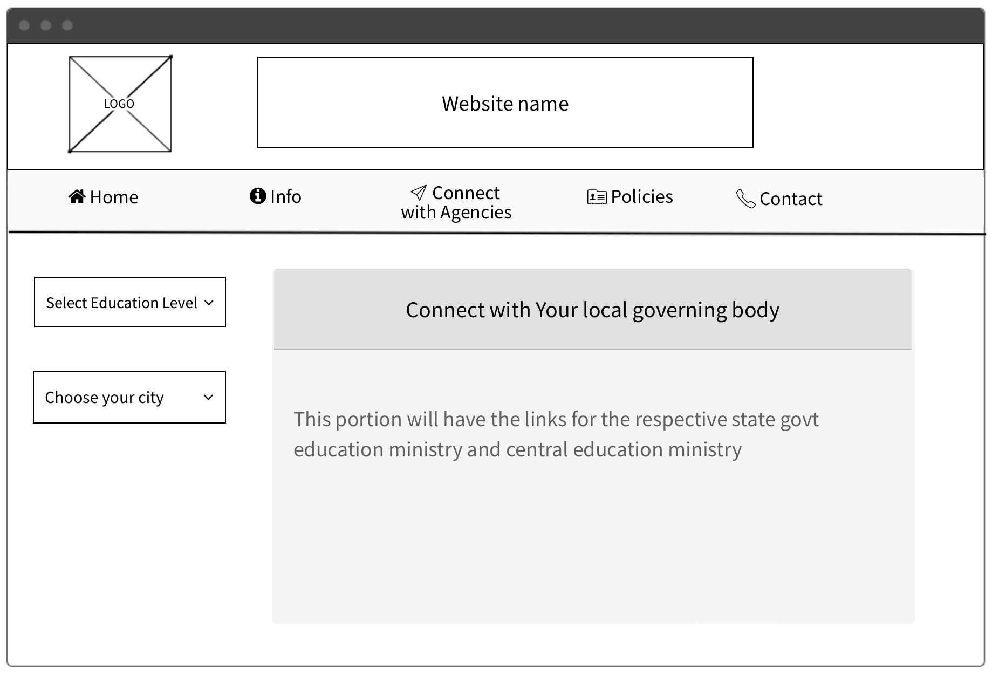 LOGO
Website name
Home
Info
Connect
with Agencies
Policies
Contact
Select Education Level
Choose your city
Connect with Your local governing body
This portion will have the links for the respective state govt
education ministry and central education ministry